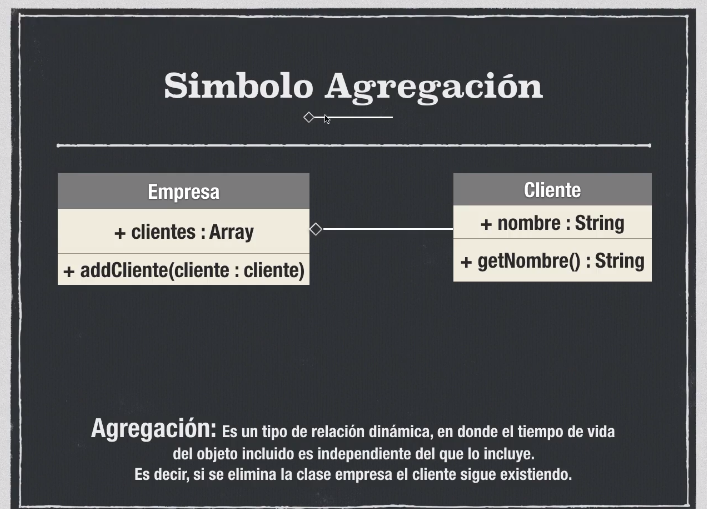 Simbolo Agregación
Empresa
+ clientes : Array
+ addCliente(cliente : cliente)
Cliente
+ nombre : String
+ getNombre() : String
Agregación: Es un tipo de relación dinámica, en donde el tiempo de vida
del objeto incluido es independiente del que lo incluye.
Es decir, si se elimina la clase empresa el cliente sigue existiendo.